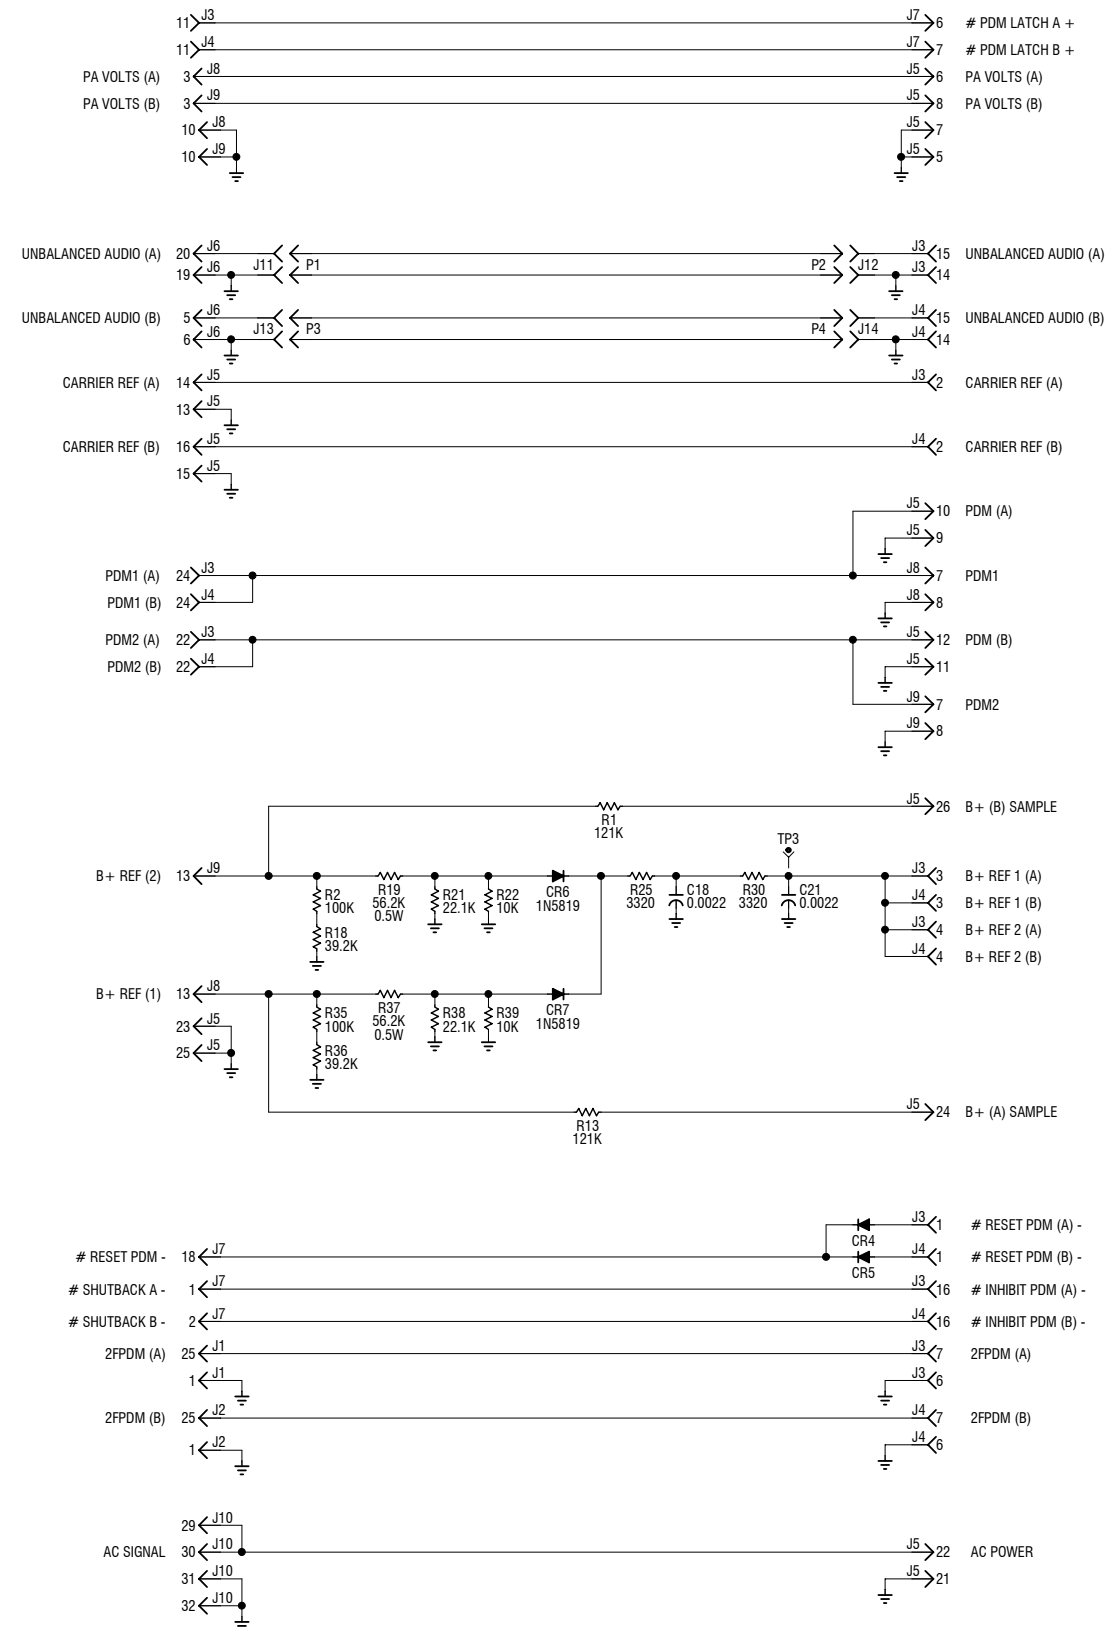 11 J3 J7 6 # PDM LATCH A +
11 J4 J7 7 # PDM LATCH B +
PA VOLTS (A) 3 J8 J5 6 PA VOLTS (A)
PA VOLTS (B) 3 J9 J5 8 PA VOLTS (B)
10 J8 J5 7
10 J9 J5 5
UNBALANCED AUDIO (A) 20 J6 J3 15 UNBALANCED AUDIO (A)
19 J6 J11 P1 P2 J12 J3 14
UNBALANCED AUDIO (B) 5 J6 J4 15 UNBALANCED AUDIO (B)
6 J6 J13 P3 P4 J14 J4 14
CARRIER REF (A) 14 J5 J3 2 CARRIER REF (A)
13 J5
CARRIER REF (B) 16 J5 J4 2 CARRIER REF (B)
15 J5
J5 10 PDM (A)
J5 9
PDM1 (A) 24 J3 J8 7 PDM1
PDM1 (B) 24 J4 J8 8
PDM2 (A) 22 J3 J5 12 PDM (B)
PDM2 (B) 22 J4 J5 11
J9 7 PDM2
J9 8
J5 26 B+ (B) SAMPLE
R1
121K
TP3
B+ REF (2) 13 J9 J3 3 B+ REF 1 (A)
R2
100K
R19
56.2K
0.5W
R21
22.1K
R22
10K
CR6
1N5819
R25
3320
C18
0.0022
R30
3320
C21
0.0022
J4 3 B+ REF 1 (B)
J3 4 B+ REF 2 (A)
R18
39.2K
J4 4 B+ REF 2 (B)
B+ REF (1) 13 J8
R35
100K
R37
56.2K
0.5W
R38
22.1K
R39
10K
CR7
1N5819
23 J5
25 J5
R36
39.2K
J5 24 B+ (A) SAMPLE
R13
121K
J3 1 # RESET PDM (A) -
CR4
# RESET PDM - 18 J7 J4 1 # RESET PDM (B) -
CR5
# SHUTBACK A - 1 J7 J3 16 # INHIBIT PDM (A) -
# SHUTBACK B - 2 J7 J4 16 # INHIBIT PDM (B) -
2FPDM (A) 25 J1 J3 7 2FPDM (A)
1 J1 J3 6
2FPDM (B) 25 J2 J4 7 2FPDM (B)
1 J2 J4 6
29 J10
AC SIGNAL 30 J10 J5 22 AC POWER
31 J10 J5 21
32 J10